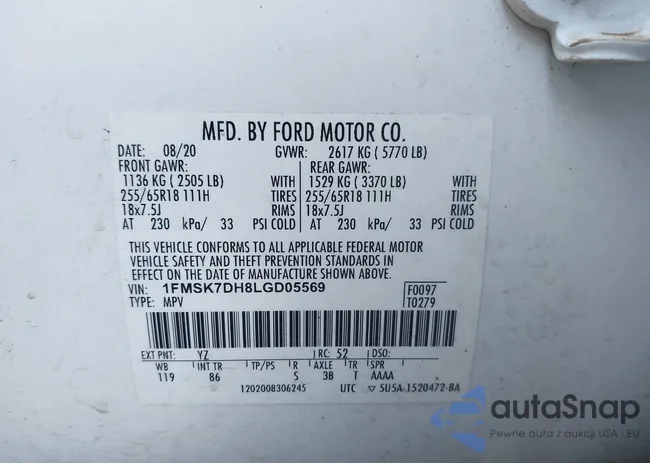 MFD. BY FORD MOTOR CO.
DATE: 08/20 GVWR: 2617 KG ( 5770 LB)
FRONT GAWR: REAR GAWR:
1136 KG ( 2505 LB) WITH 1529 KG ( 3370 LB) WITH
255/65R18 111H TIRES 255/65R18 111H TIRES
18x7.5J RIMS 18x7.5J RIMS
AT 230 kPa/ 33 PSI COLD AT 230 kPa/ 33 PSI COLD
THIS VEHICLE CONFORMS TO ALL APPLICABLE FEDERAL MOTOR
VEHICLE SAFETY AND THEFT PREVENTION STANDARDS IN
EFFECT ON THE DATE OF MANUFACTURE SHOWN ABOVE.
VIN: 1FMSK7DH8LGD05569 F0097
TYPE: MPV T0279
EXT PNT: YZ RC: 52 DSO:
WB INT TR TP/PS R AXLE TR SPR
119 86 S 3B T AAAA
1202008306245 UTC ▽ 5U5A-1520472-BA
autaSnap
Pewne auta z aukcji USA i EU